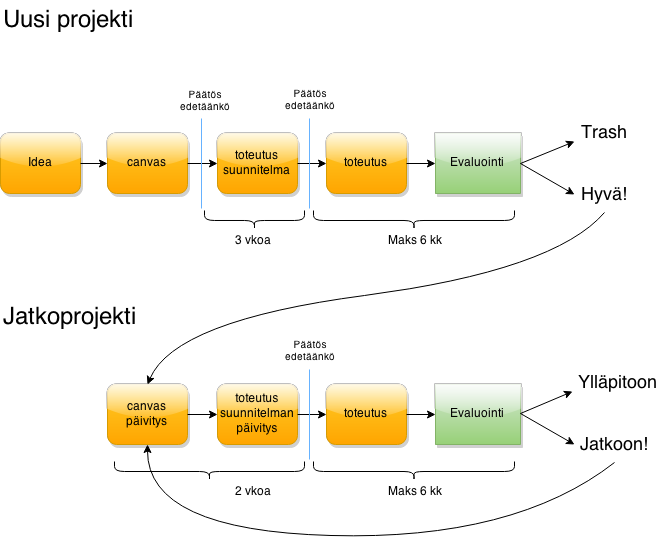 Uusi projekti
Päätös
edetäänkö
Päätös
edetäänkö
Idea
canvas
toteutus
suunnitelma
toteutus
Evaluointi
Trash
Hyvä!
3 vkoa
Maks 6 kk
Jatkoprojekti
Päätös
edetäänkö
canvas
päivitys
toteutus
suunnitelman
päivitys
toteutus
Evaluointi
Ylläpitoon
Jatkoon!
2 vkoa
Maks 6 kk